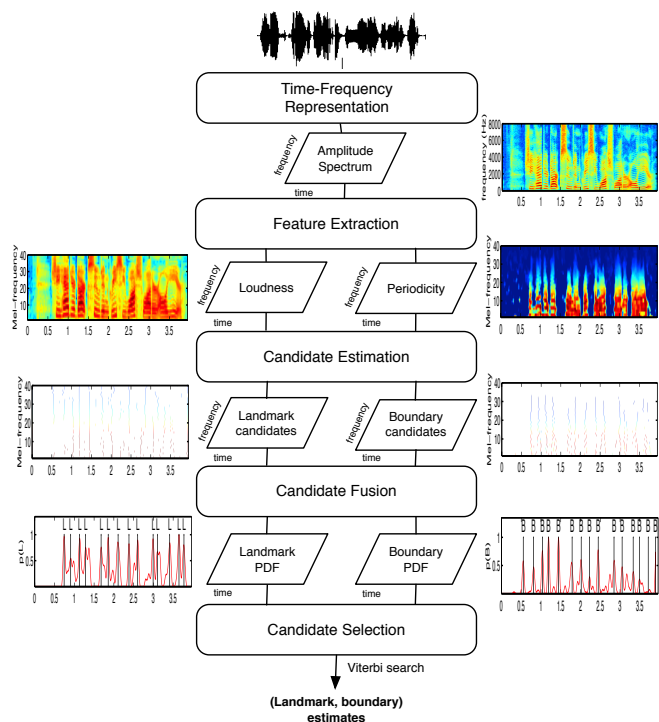 Time-Frequency
Representation
frequency
Amplitude
Spectrum
time
frequency (Hz)
8000
6000
4000
2000
0
0 0.5 1 1.5 2 2.5 3 3.5
Feature Extraction
Mel-frequency
40
30
20
10
0 0.5 1 1.5 2 2.5 3 3.5
frequency
Loudness
time
frequency
Periodicity
time
Mel-frequency
40
30
20
10
0 0.5 1 1.5 2 2.5 3 3.5
Candidate Estimation
Mel-frequency
40
30
20
10
0 0.5 1 1.5 2 2.5 3 3.5
frequency
Landmark
candidates
time
frequency
Boundary
candidates
time
Mel-frequency
40
30
20
10
0 0.5 1 1.5 2 2.5 3 3.5
Candidate Fusion
p(L)
1
0.5
L L L L L L L L L L L L L L
0 0.5 1 1.5 2 2.5 3 3.5
Landmark
PDF
time
Boundary
PDF
time
p(B)
1
0.5
B B B B B B B B B B B B B B B
0 0.5 1 1.5 2 2.5 3 3.5
Candidate Selection
Viterbi search
(Landmark, boundary)
estimates